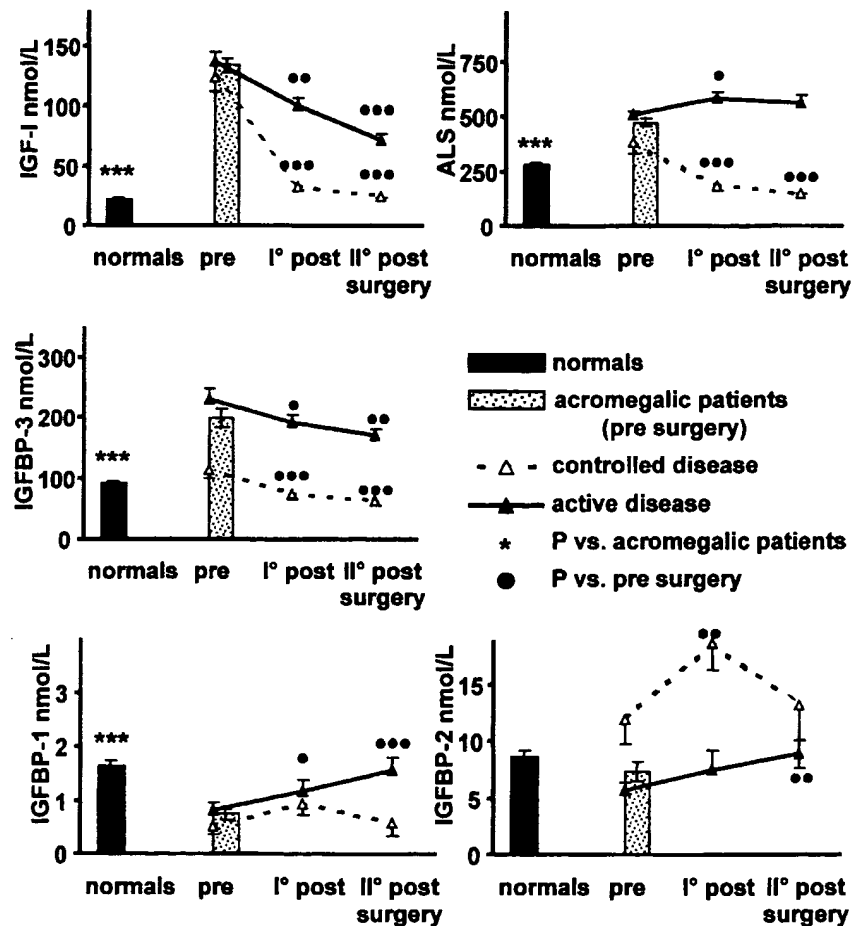 IGF-I nmol/L
150
100
50
0
***
●●
●●●
●●●
●●●
normals pre I° post II° post
surgery
ALS nmol/L
750
500
250
0
***
●
●●●
●●●
normals pre I° post II° post
surgery
IGFBP-3 nmol/L
300
200
100
0
***
●
●●
●●●
●●●
normals pre I° post II° post
surgery
normals
acromegalic patients
(pre surgery)
controlled disease
active disease
* P vs. acromegalic patients
● P vs. pre surgery
IGFBP-1 nmol/L
3
2
1
0
***
●
●●●
normals pre I° post II° post
surgery
IGFBP-2 nmol/L
15
10
5
0
●●
●●
normals pre I° post II° post
surgery